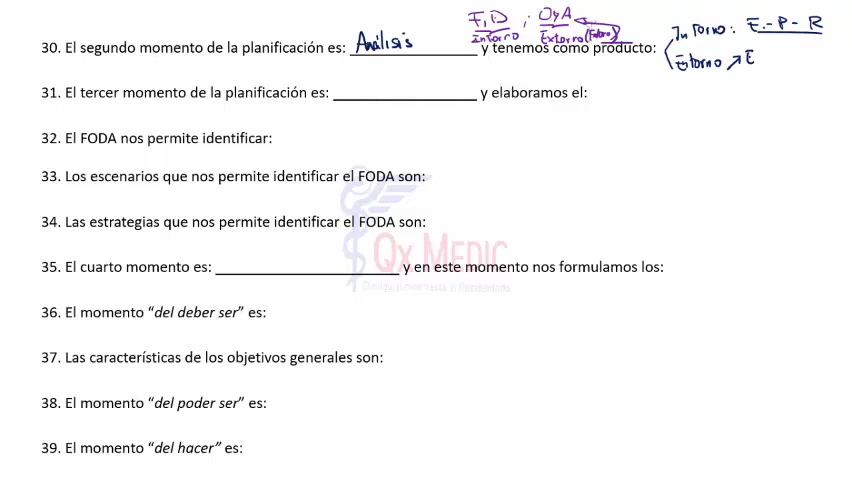 F, D ; O y A
Interno Externo (Futuro)
Interno: E.- P - R
30. El segundo momento de la planificación es: Análisis y tenemos como producto:
Externo → E
31. El tercer momento de la planificación es: ____________________ y elaboramos el:
32. El FODA nos permite identificar:
33. Los escenarios que nos permite identificar el FODA son:
34. Las estrategias que nos permite identificar el FODA son:
Qx MEDIC
35. El cuarto momento es: __________________________ y en este momento nos formulamos los:
36. El momento “del deber ser” es:
37. Las características de los objetivos generales son:
38. El momento “del poder ser” es:
39. El momento “del hacer” es: